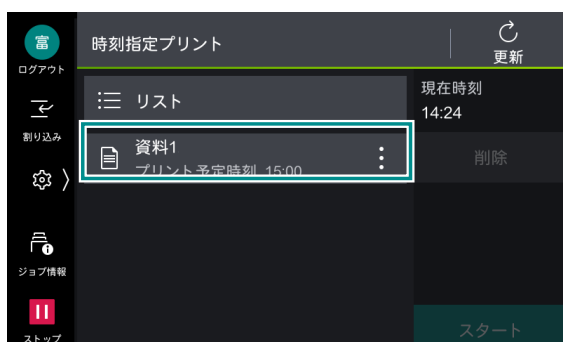 富
ログアウト
割り込み
ジョブ情報
ストップ
時刻指定プリント
更新
リスト
資料1
プリント予定時刻 15:00
現在時刻
14:24
削除
スタート